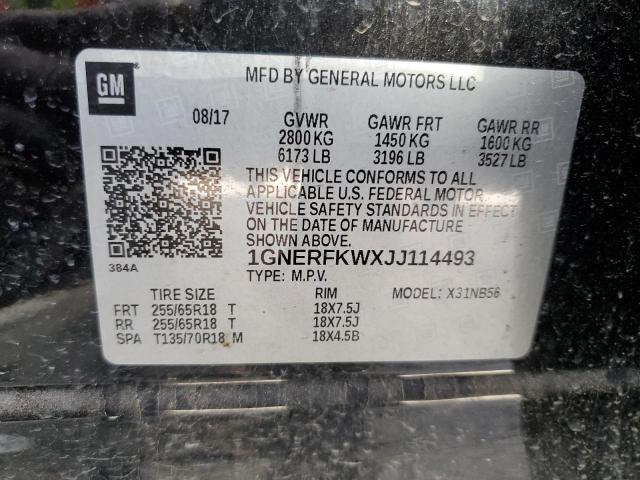 GM
MFD BY GENERAL MOTORS LLC
08/17 GVWR GAWR FRT GAWR RR
2800 KG 1450 KG 1600 KG
6173 LB 3196 LB 3527 LB
THIS VEHICLE CONFORMS TO ALL
APPLICABLE U.S. FEDERAL MOTOR
VEHICLE SAFETY STANDARDS IN EFFECT
ON THE DATE OF MANUFACTURE
SHOWN ABOVE.
384A
1GNERFKWXJJ114493
TYPE: M.P.V.
TIRE SIZE RIM MODEL: X31NB56
FRT 255/65R18 T 18X7.5J
RR 255/65R18 T 18X7.5J
SPA T135/70R18 M 18X4.5B